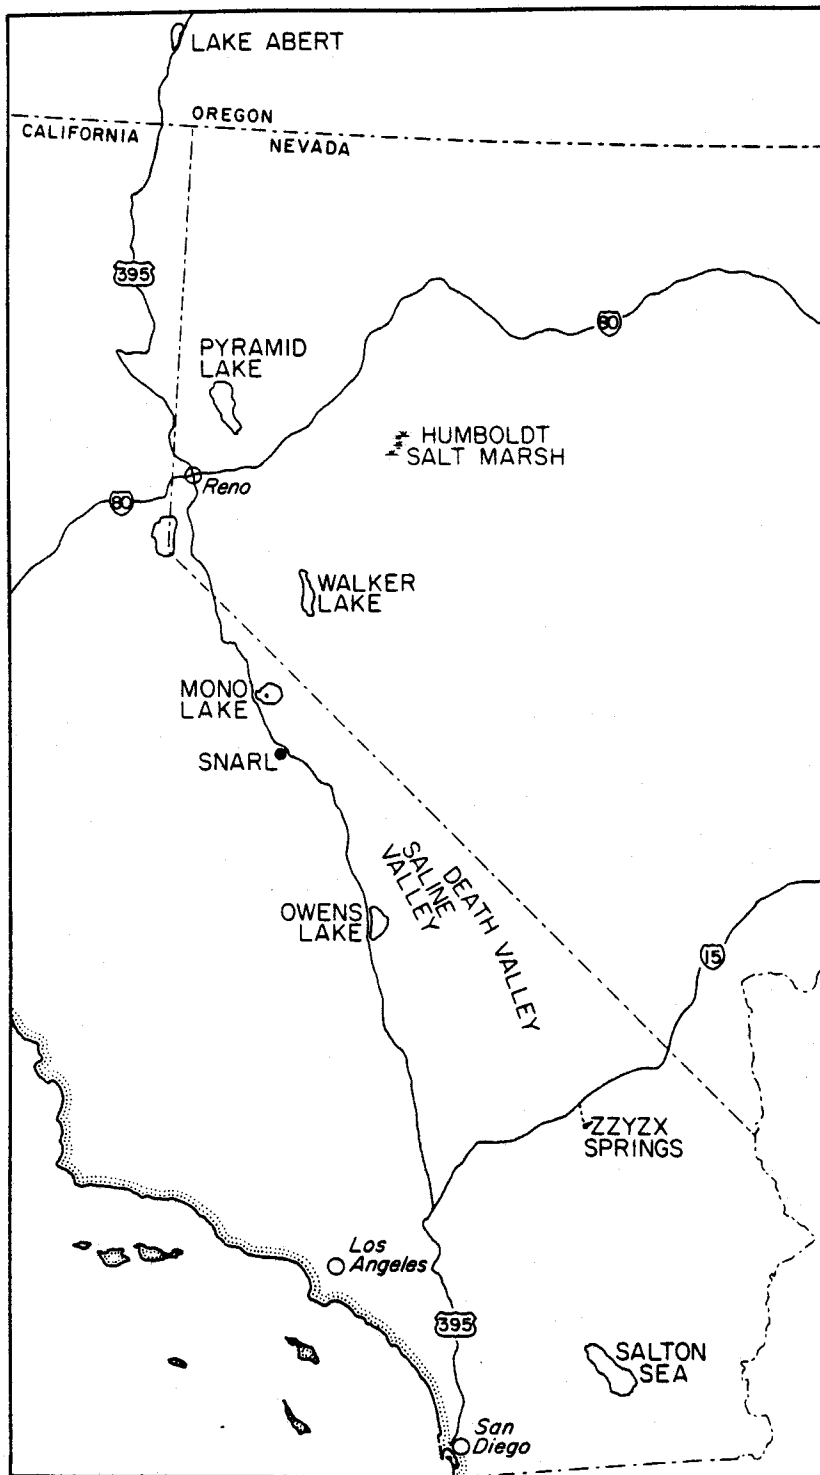 LAKE ABERT
OREGON
CALIFORNIA
NEVADA
395
80
PYRAMID
LAKE
HUMBOLDT
SALT MARSH
Reno
80
WALKER
LAKE
MONO
LAKE
SNARL
SALINE
VALLEY
DEATH VALLEY
OWENS
LAKE
15
ZZYZX
SPRINGS
Los
Angeles
395
SALTON
SEA
San
Diego